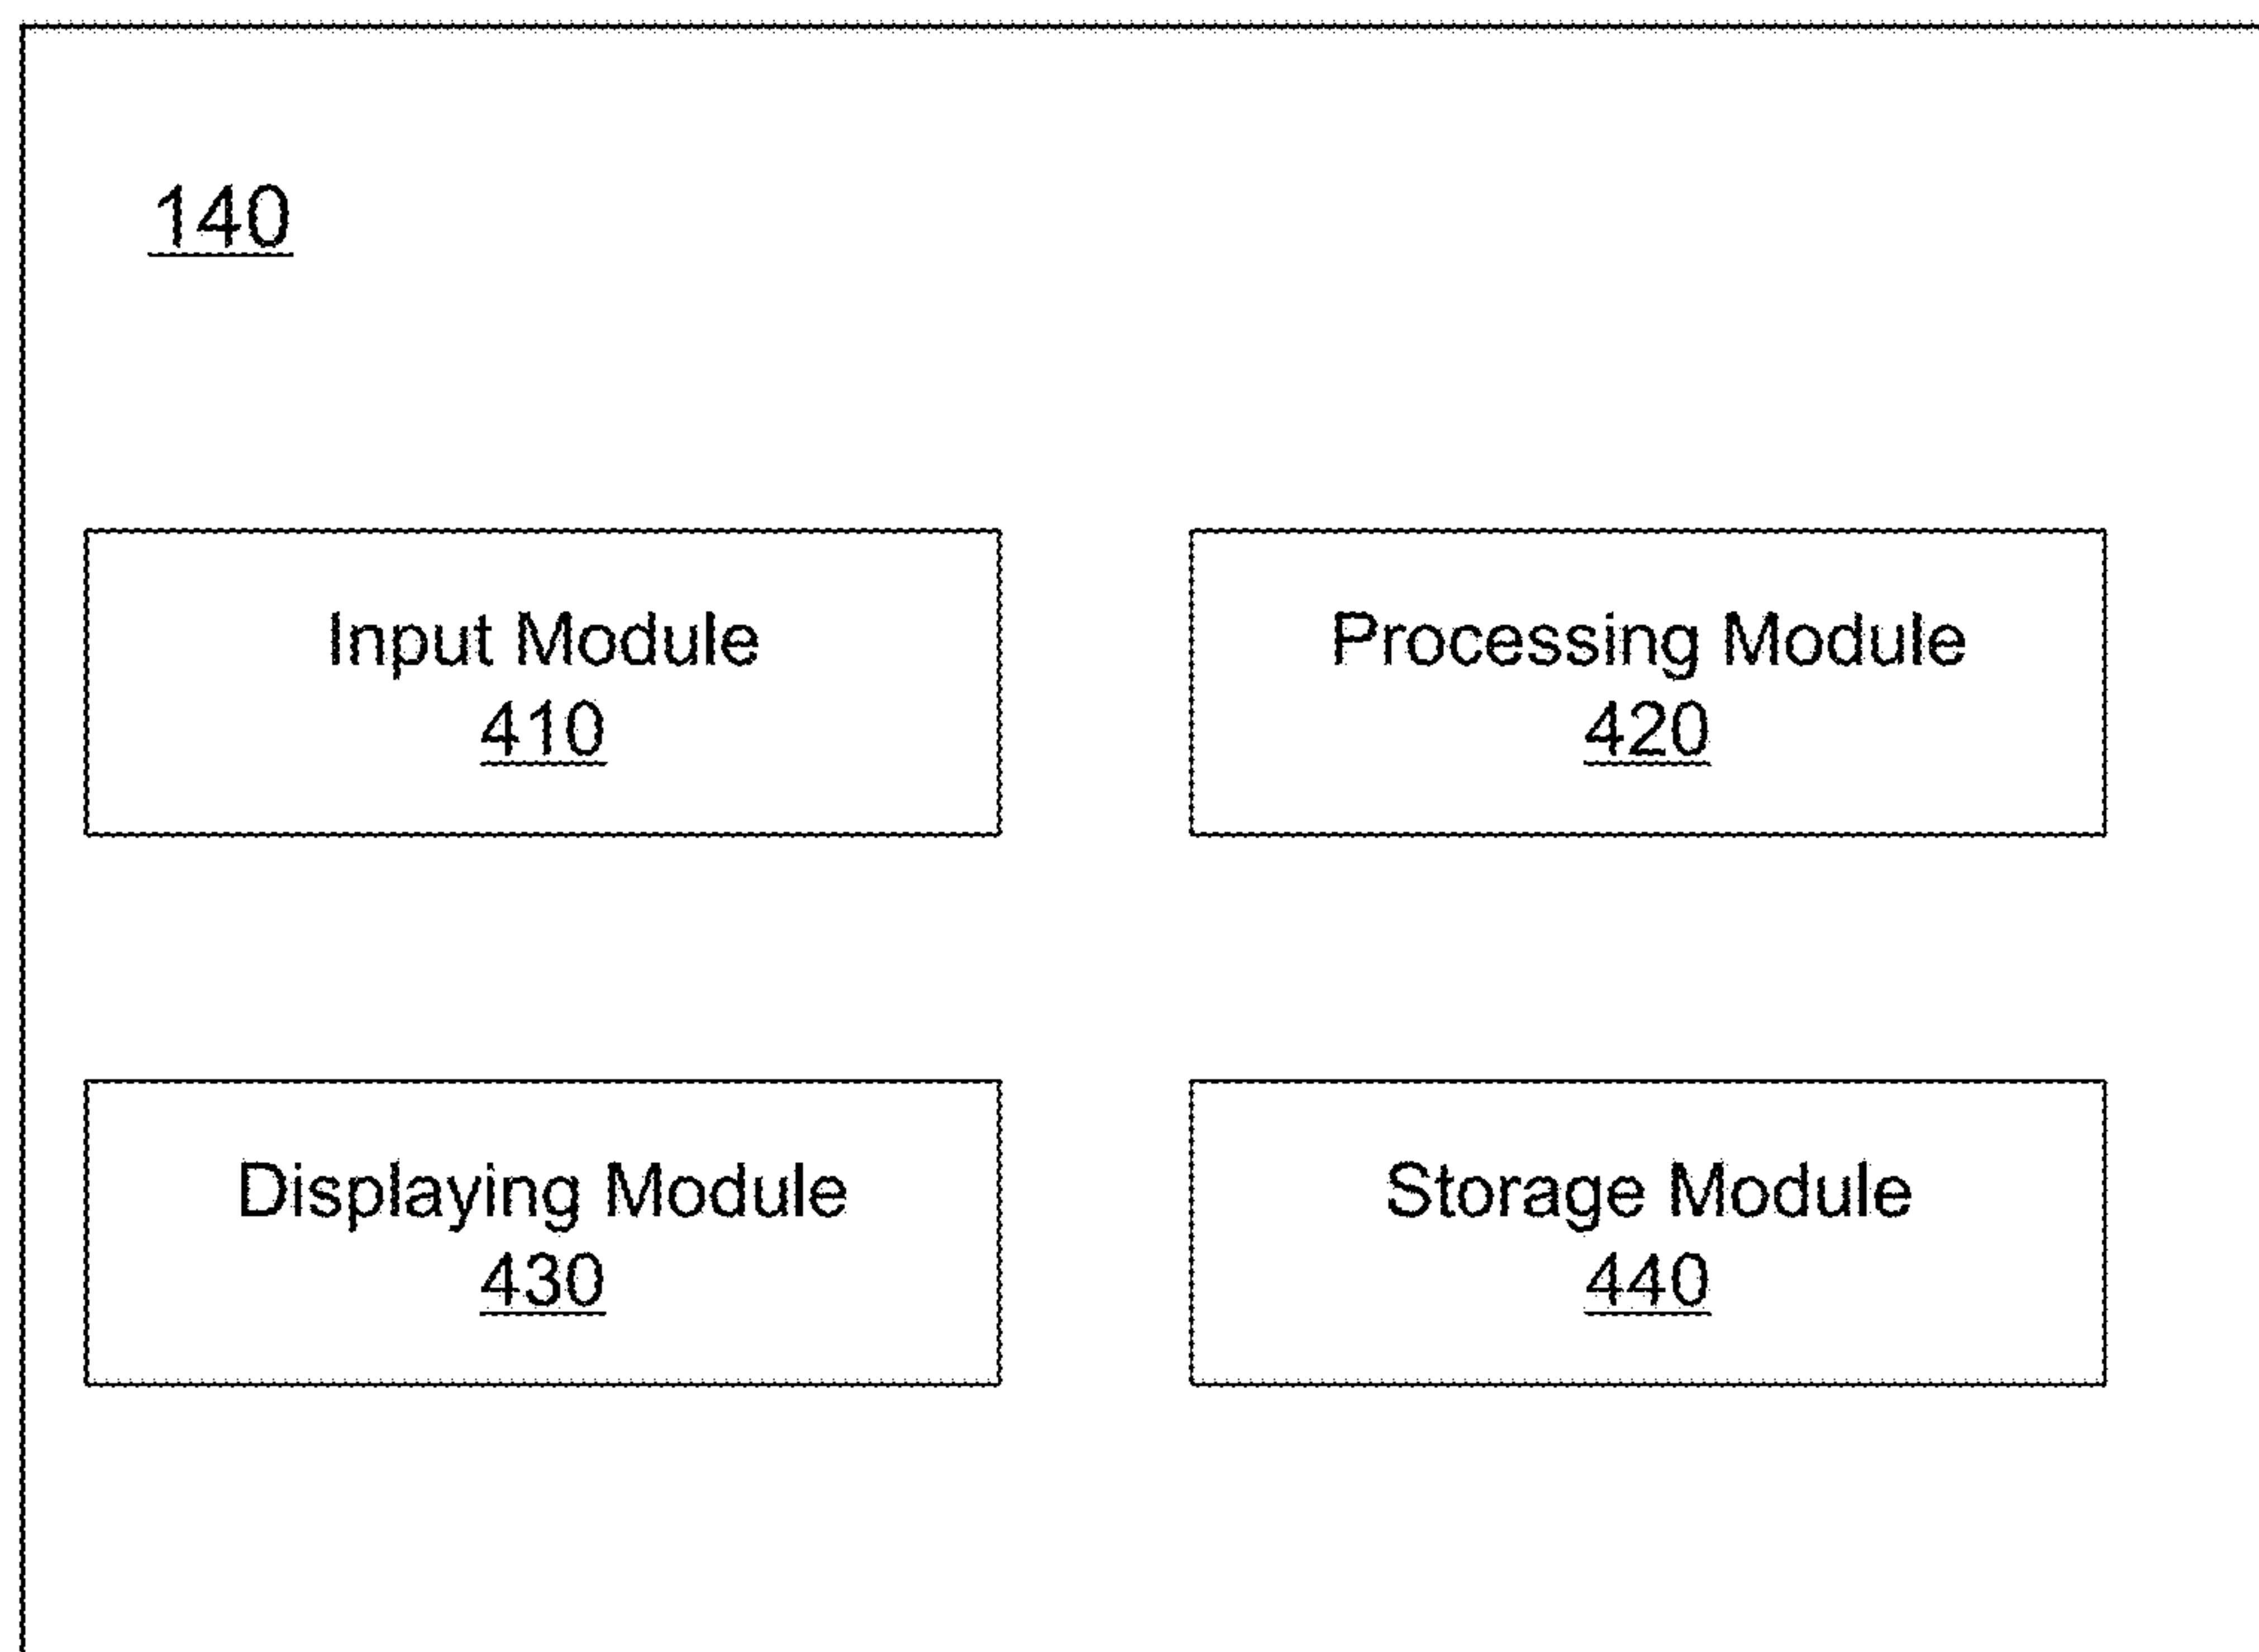 140
Input Module
410
Processing Module
420
Displaying Module
430
Storage Module
440